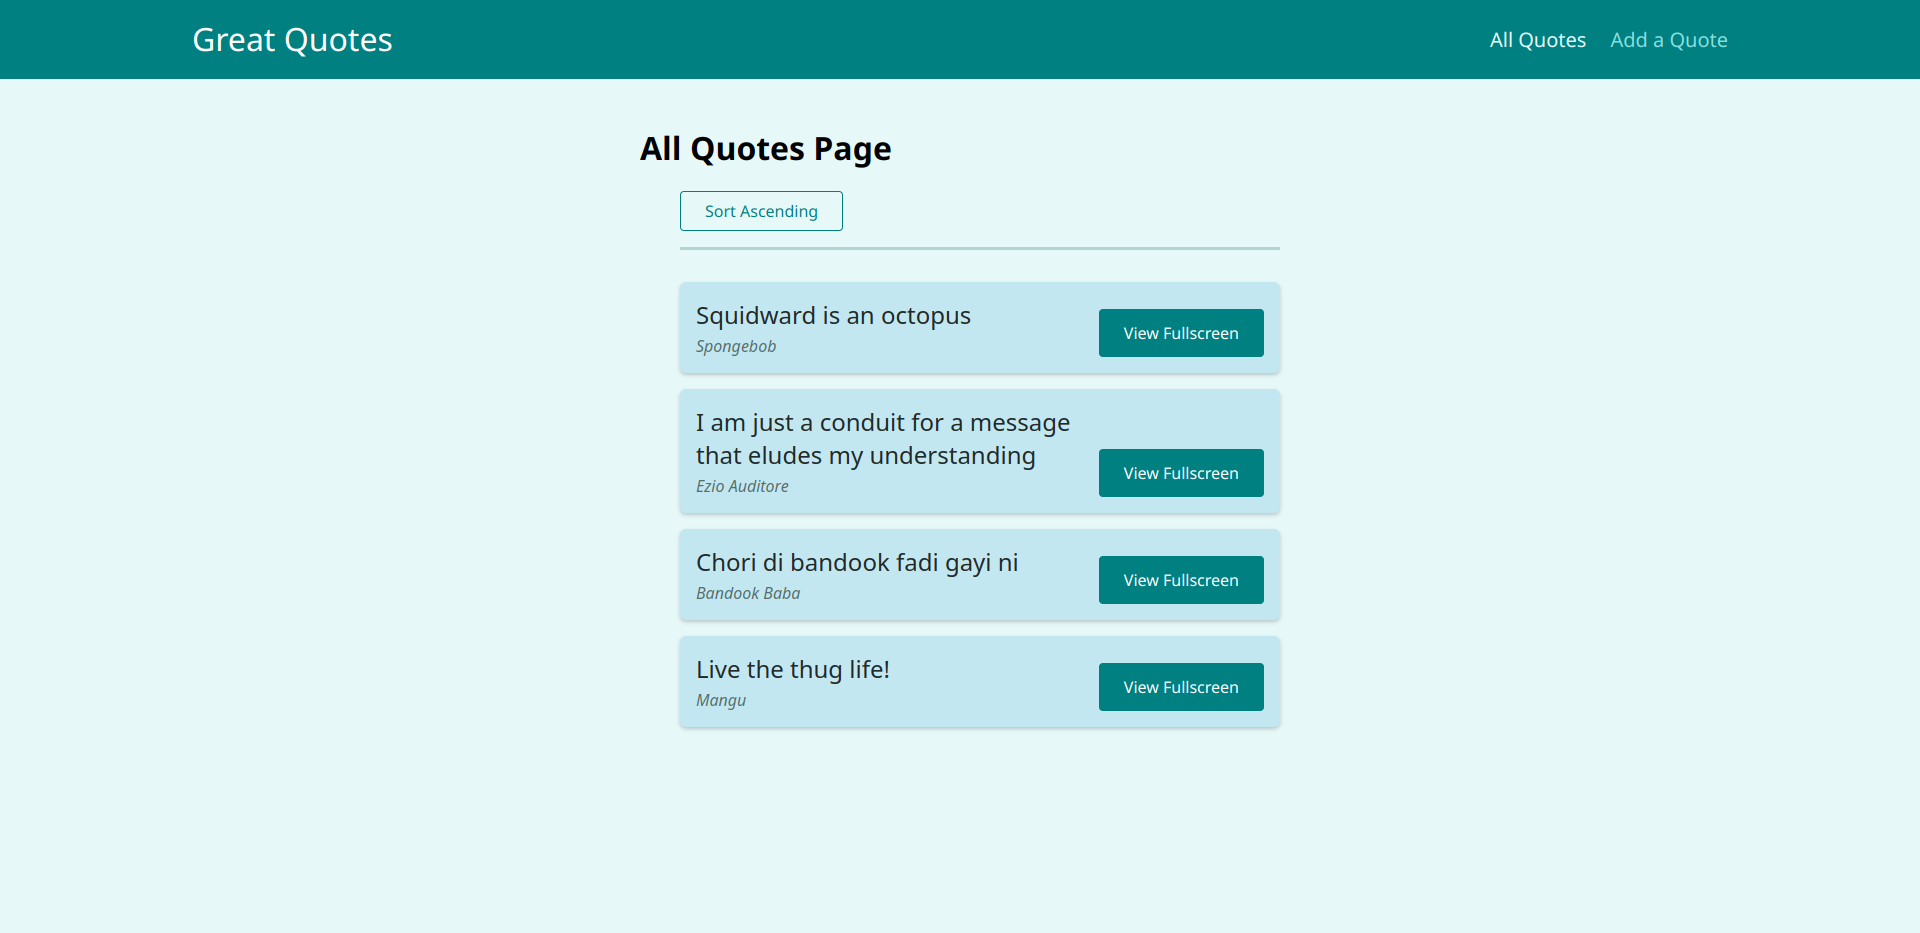 Great Quotes
All Quotes
Add a Quote
All Quotes Page
Sort Ascending
Squidward is an octopus
Spongebob
View Fullscreen
I am just a conduit for a message
that eludes my understanding
Ezio Auditore
View Fullscreen
Chori di bandook fadi gayi ni
Bandook Baba
View Fullscreen
Live the thug life!
Mangu
View Fullscreen